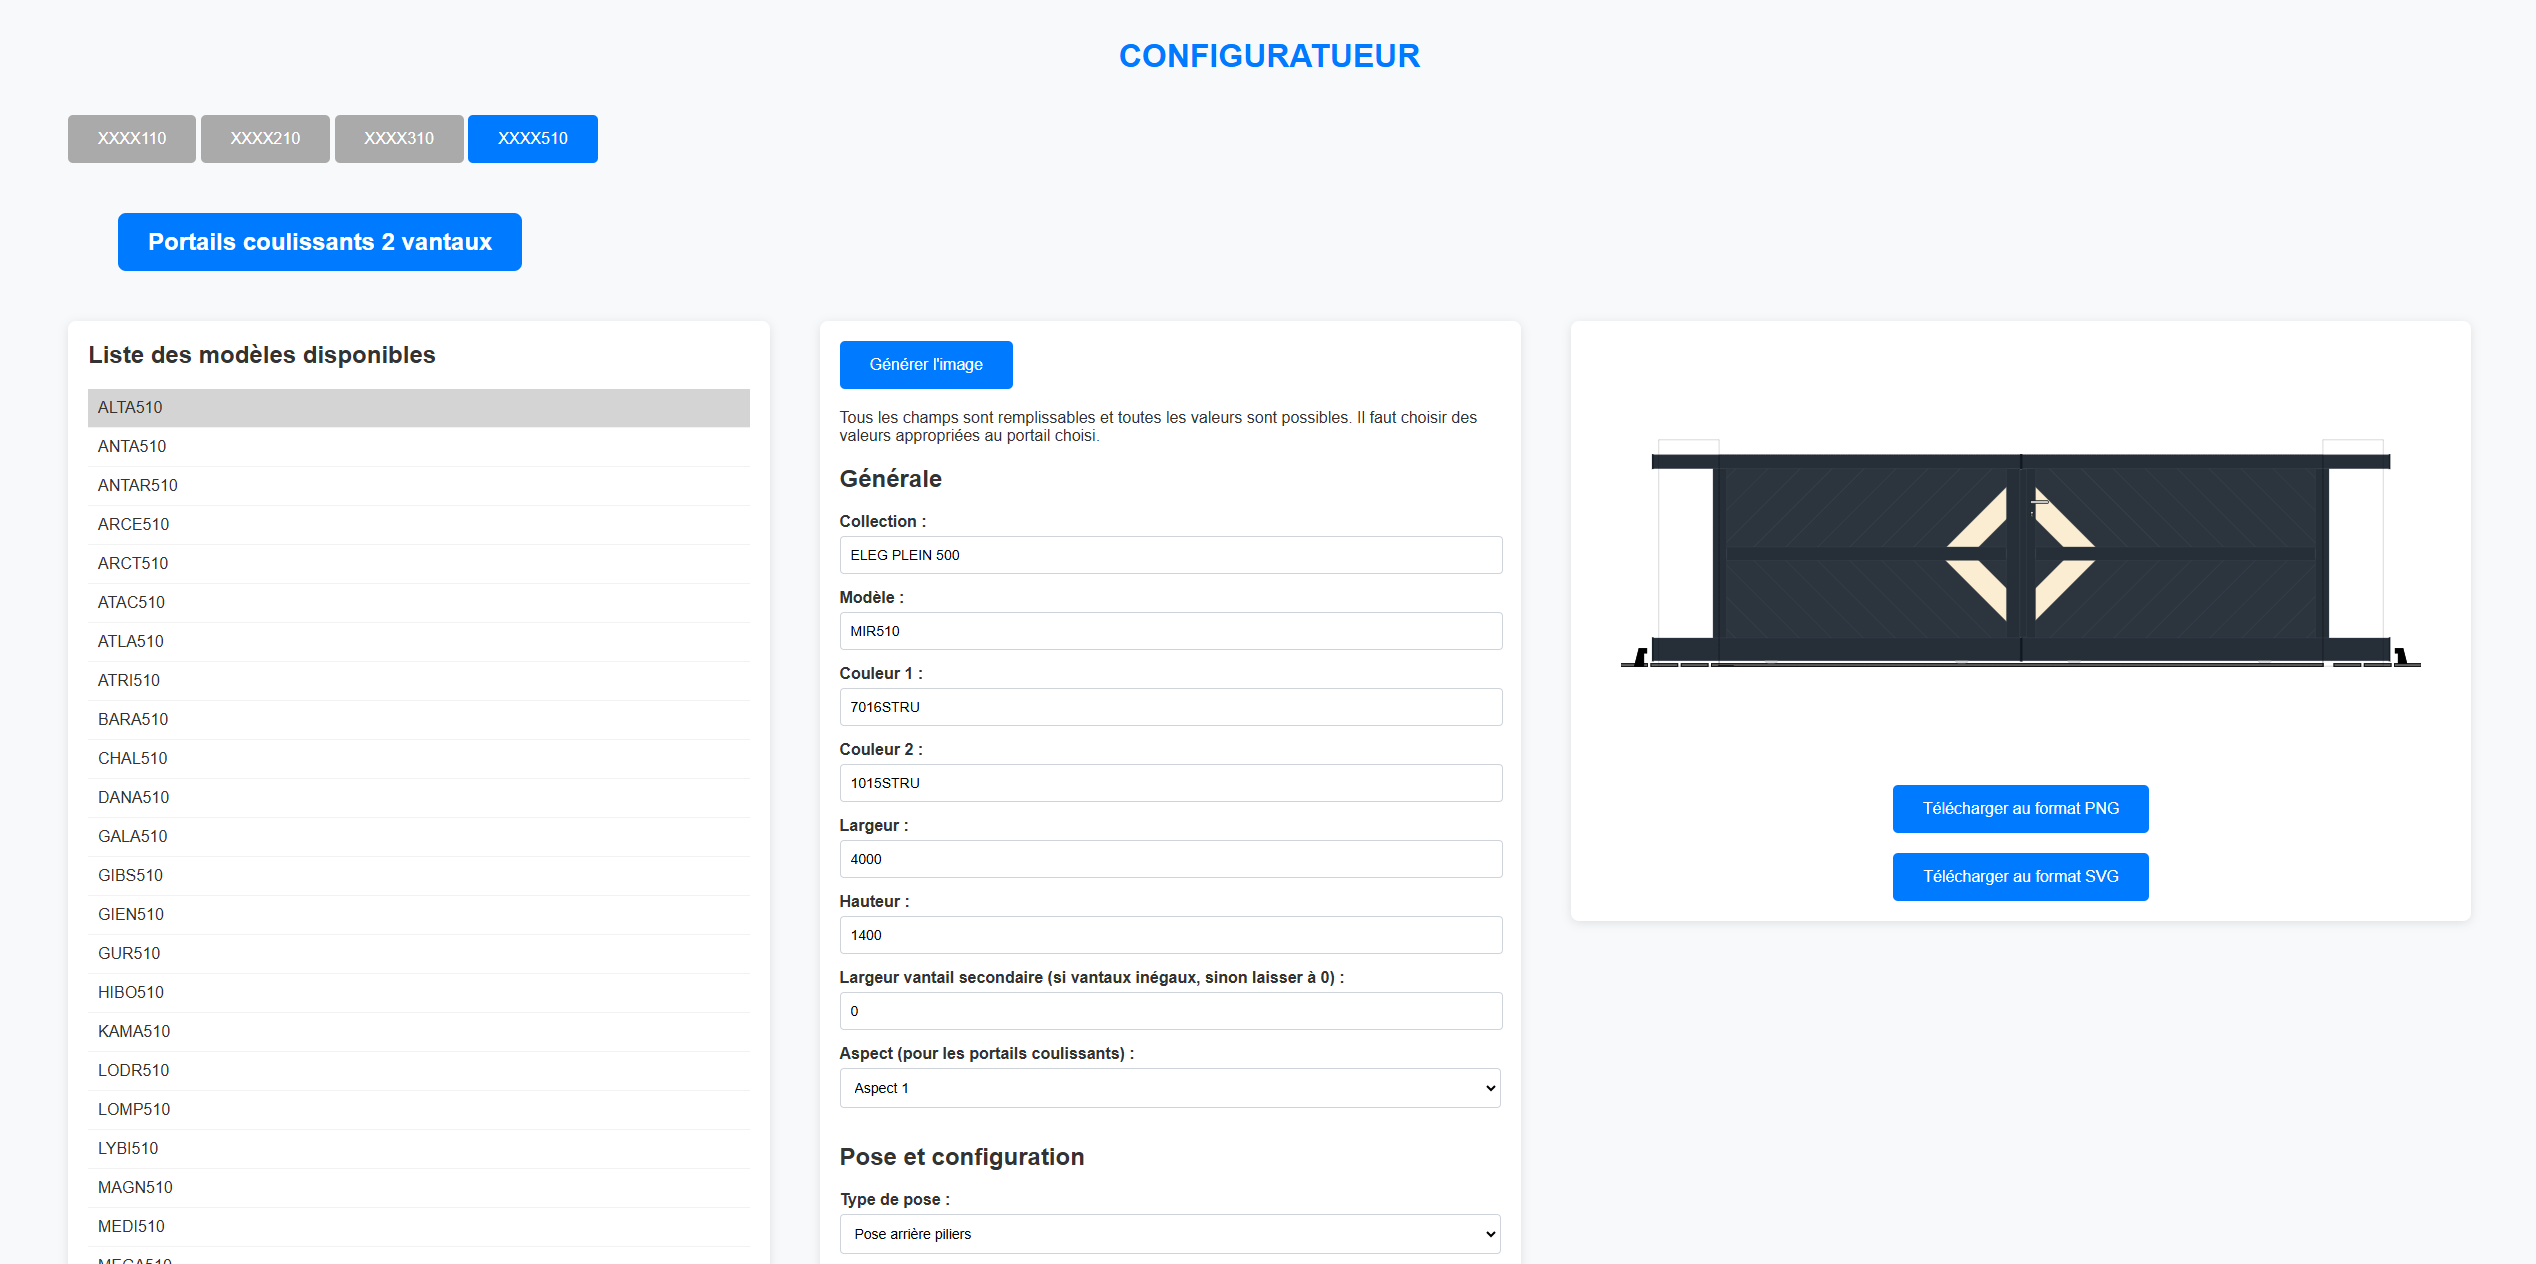 CONFIGURATUEUR
XXXX110
XXXX210
XXXX310
XXXX510
Portails coulissants 2 vantaux
Liste des modèles disponibles
ALTA510
ANTA510
ANTAR510
ARCE510
ARCT510
ATAC510
ATLA510
ATRI510
BARA510
CHAL510
DANA510
GALA510
GIBS510
GIEN510
GUR510
HIBO510
KAMA510
LODR510
LOMP510
LYBI510
MAGN510
MEDI510
MEGA510
Générer l'image
Tous les champs sont remplissables et toutes les valeurs sont possibles. Il faut choisir des
valeurs appropriées au portail choisi.
Générale
Collection :
ELEG PLEIN 500
Modèle :
MIR510
Couleur 1 :
7016STRU
Couleur 2 :
1015STRU
Largeur :
4000
Hauteur :
1400
Largeur vantail secondaire (si vantaux inégaux, sinon laisser à 0) :
0
Aspect (pour les portails coulissants) :
Aspect 1
Pose et configuration
Type de pose :
Pose arrière piliers
Télécharger au format PNG
Télécharger au format SVG